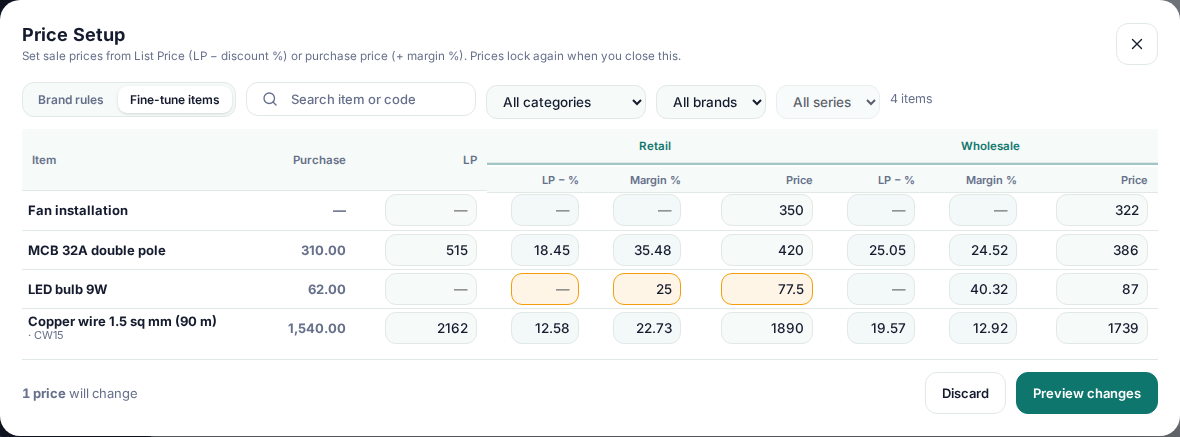 Price Setup
Set sale prices from List Price (LP − discount %) or purchase price (+ margin %). Prices lock again when you close this.
Brand rules Fine-tune items Search item or code All categories All brands All series 4 items
Item Purchase LP Retail Wholesale
LP − % Margin % Price LP − % Margin % Price
Fan installation — — — — 350 — — 322
MCB 32A double pole 310.00 515 18.45 35.48 420 25.05 24.52 386
LED bulb 9W 62.00 — — 25 77.5 — 40.32 87
Copper wire 1.5 sq mm (90 m) 1,540.00 2162 12.58 22.73 1890 19.57 12.92 1739
· CW15
1 price will change Discard Preview changes